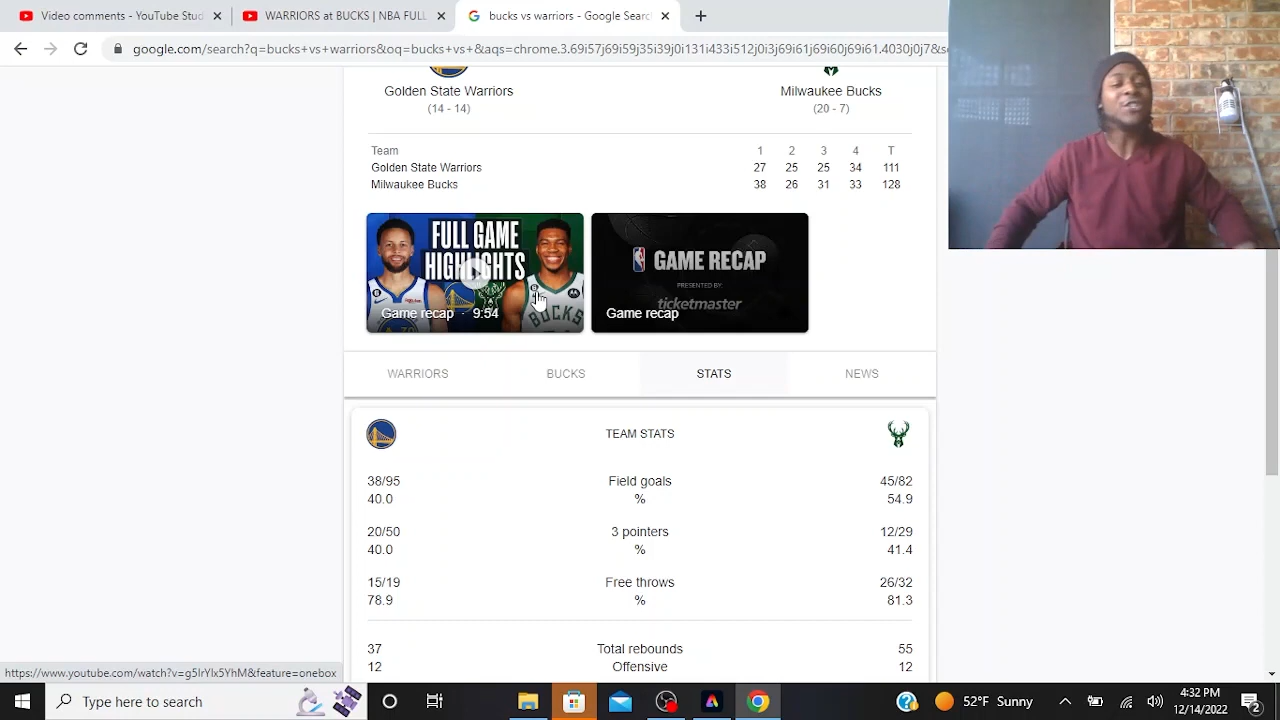 Video comments - YouTube Stud
WARRIORS at BUCKS | NBA FULL
bucks vs warriors - Google Searc
google.com/search?q=bucks+vs+warriors&oq=bucks+vs+&aqs=chrome.3.69i57j69i59j35i39j0i131i433i512j0i3j69i61j69i60j69i61.4030j0j7&s
Golden State Warriors
Milwaukee Bucks
(14 - 14)
(20 - 7)
Team 1 2 3 4 T
Golden State Warriors 27 25 25 34 111
Milwaukee Bucks 38 26 31 33 128
FULL GAME
HIGHLIGHTS
BUCKS
Game recap · 9:54
GAME RECAP
PRESENTED BY:
ticketmaster
Game recap
WARRIORS BUCKS STATS NEWS
TEAM STATS
38/95 Field goals 45/82
40.0 % 54.9
20/50 3 pointers 12/29
40.0 % 41.4
15/19 Free throws 26/32
78.9 % 81.3
37 Total rebounds 55
12 Offensive 12
https://www.youtube.com/watch?v=g5lrYlx5YhM&feature=onebox
Type here to search
52°F Sunny
4:32 PM
12/14/2022
2